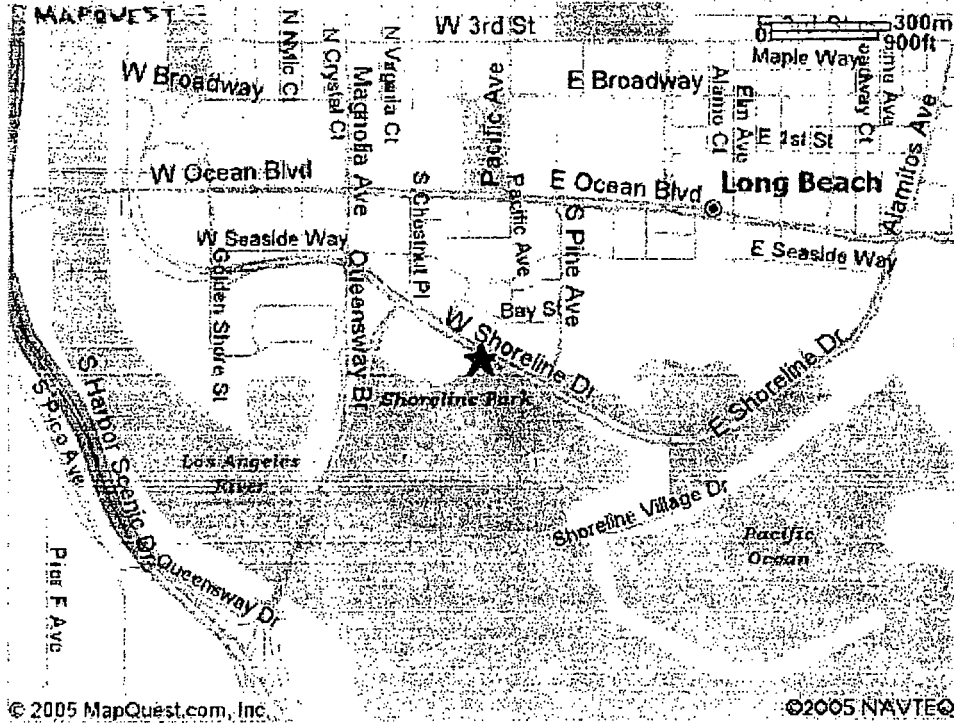 MAPQUEST
W 3rd St
300m
0
900ft
Maple Way
W Broadway
E Broadway
N Crystal Ct
Magnolia Ave
N Virginia Ct
Pacific Ave
Alamo Ct
Elm Ave
E 1st St
Alamitos Ave
W Ocean Blvd
E Ocean Blvd
Long Beach
S Chestnut Pl
Pacific Ave
S Pine Ave
W Seaside Way
E Seaside Way
Golden Shore St
Queensway Br
Bay St
W Shoreline Dr
E Shoreline Dr
Shoreline Park
S Harbor Scenic Dr
S Pico Ave
Los Angeles
River
Shoreline Village Dr
Pacific
Ocean
Queensway Dr
Pier F Ave
© 2005 MapQuest.com, Inc
©2005 NAVTEQ